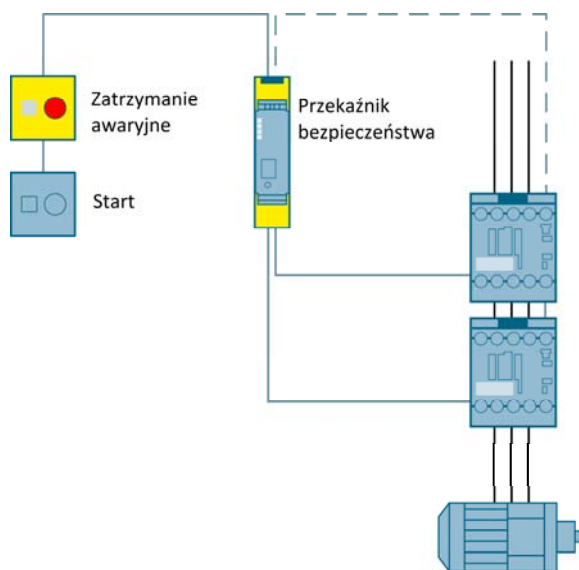 Zatrzymanie
awaryjne
Przekaźnik
bezpieczeństwa
Start